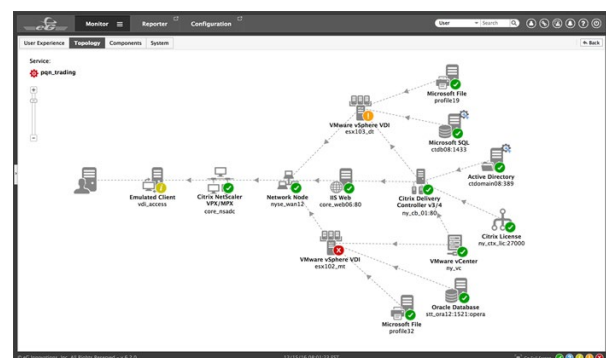 eG
Monitor
Reporter
Configuration
User
Search
User Experience
Topology
Components
System
Back
Service:
pqn_trading
Microsoft File
profile19
VMware vSphere VDI
esx103_dt
Microsoft SQL
ctdb08:1433
Active Directory
ctdomain08:389
Emulated Client
vdi_access
Citrix NetScaler
VPX/MPX
core_nsadc
Network Node
nyse_wan12
IIS Web
core_web06:80
Citrix Delivery
Controller v3/4
ny_cb_01:80
Citrix License
ny_ctx_lic:27000
VMware vSphere VDI
esx102_mt
VMware vCenter
ny_vc
Oracle Database
stt_ora12:1521:opera
Microsoft File
profile32